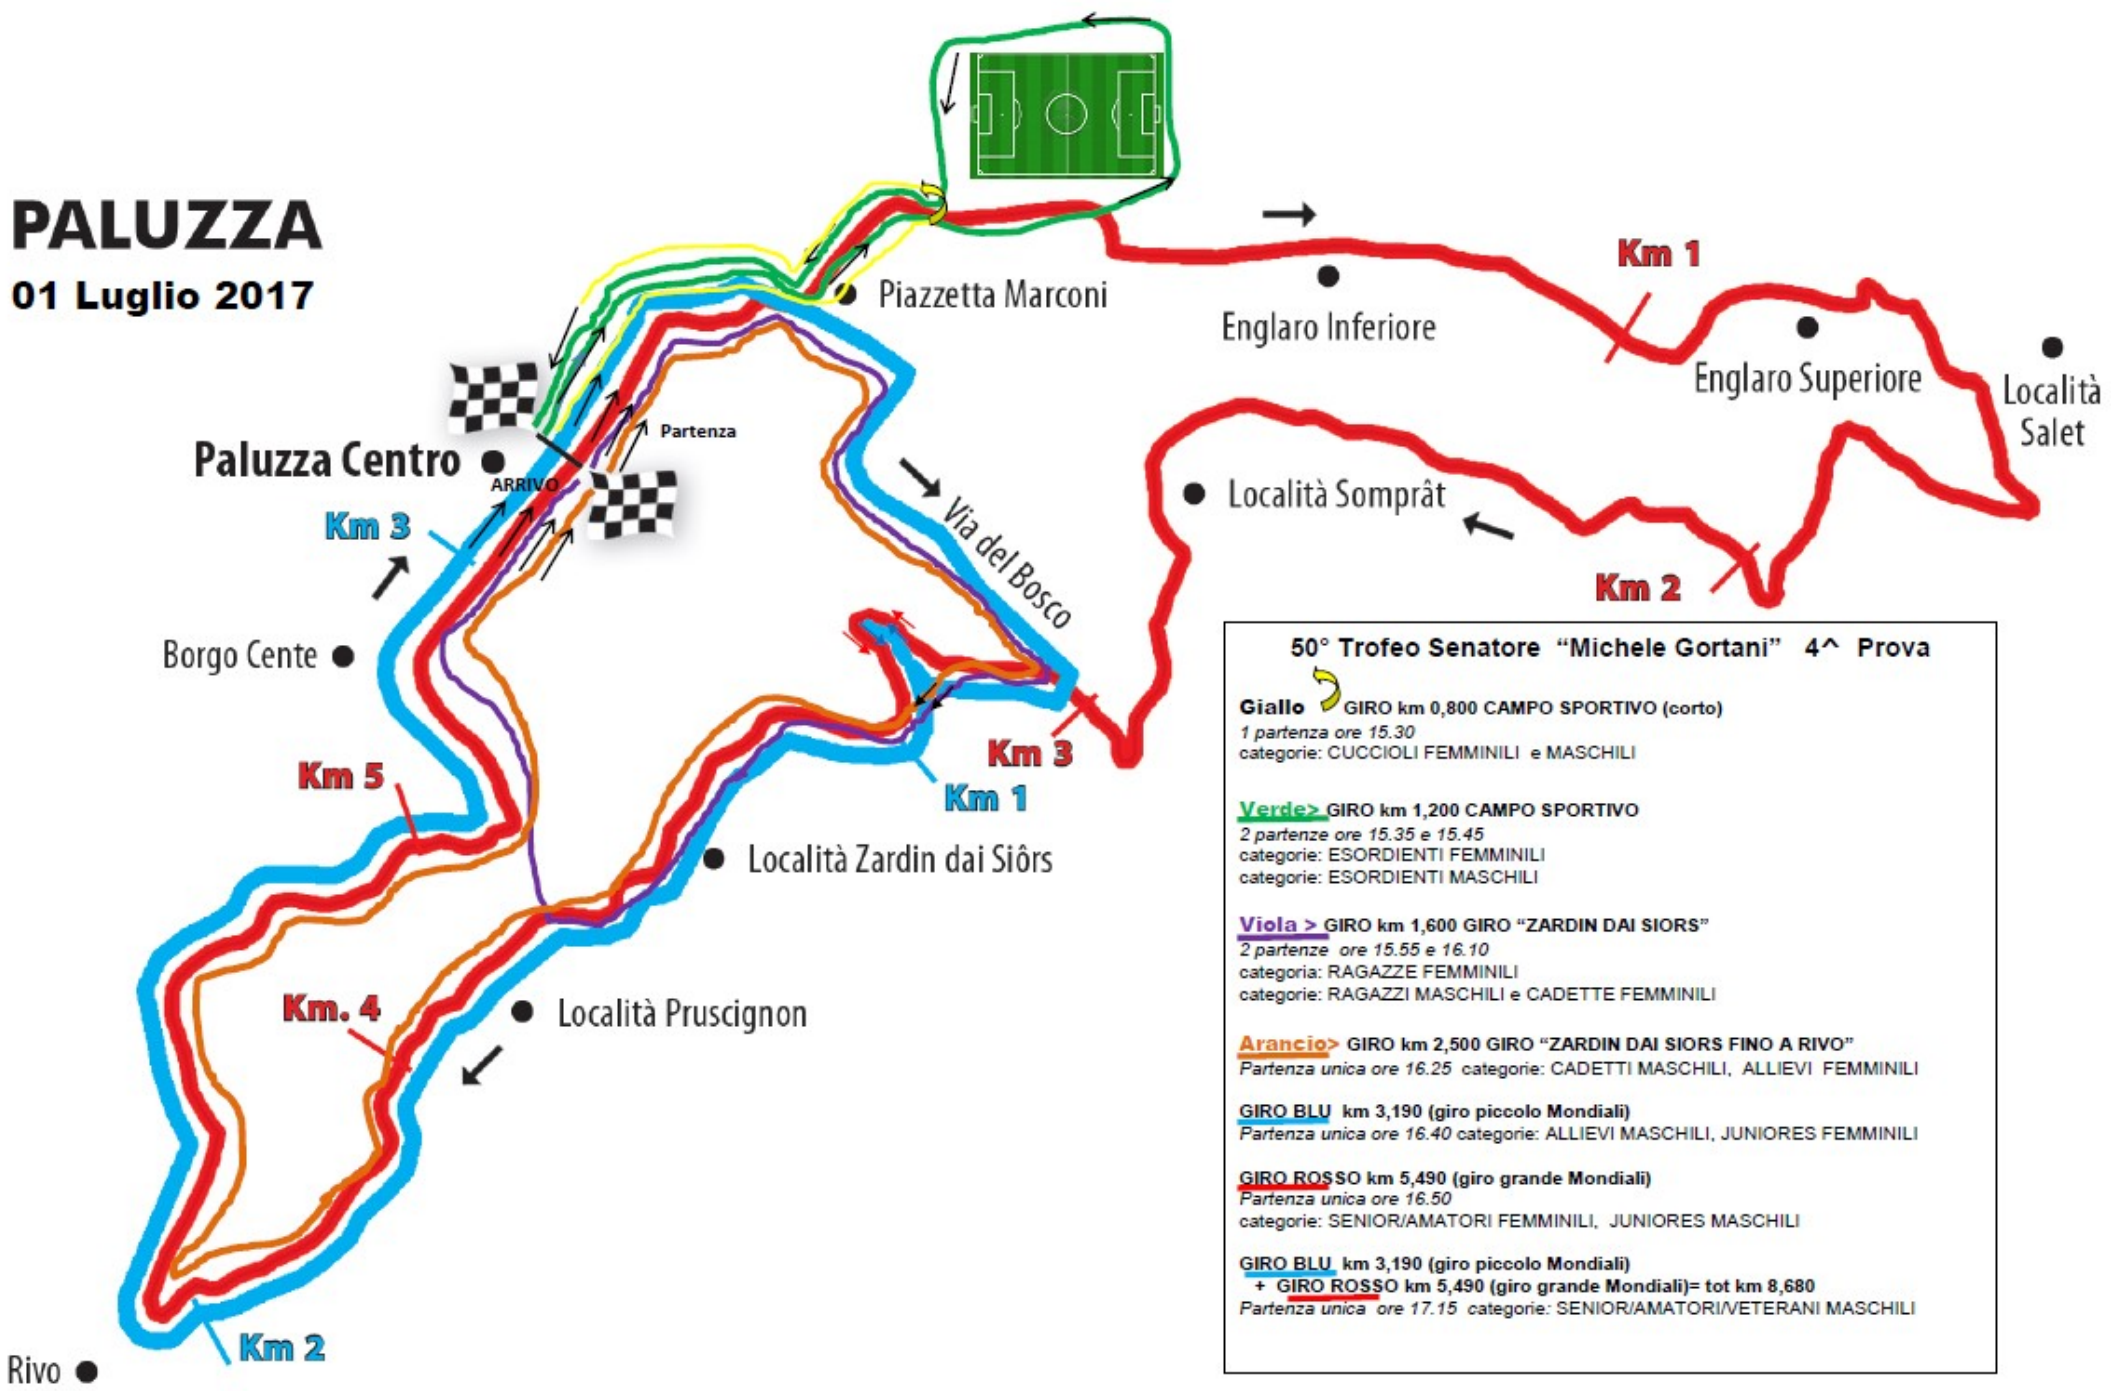 PALUZZA
01 Luglio 2017
Piazzetta Marconi
Englaro Inferiore
Km 1
Englaro Superiore
Località
Salet
Partenza
Paluzza Centro
ARRIVO
Km 3
Via del Bosco
Località Somprât
Km 2
Borgo Cente
Km 3
Km 5
Km 1
Località Zardin dai Siôrs
Km. 4
Località Pruscignon
Km 2
Rivo
50° Trofeo Senatore “Michele Gortani” 4^ Prova
Giallo GIRO km 0,800 CAMPO SPORTIVO (corto)
1 partenza ore 15.30
categorie: CUCCIOLI FEMMINILI e MASCHILI
Verde> GIRO km 1,200 CAMPO SPORTIVO
2 partenze ore 15.35 e 15.45
categorie: ESORDIENTI FEMMINILI
categorie: ESORDIENTI MASCHILI
Viola > GIRO km 1,600 GIRO “ZARDIN DAI SIORS”
2 partenze ore 15.55 e 16.10
categoria: RAGAZZE FEMMINILI
categorie: RAGAZZI MASCHILI e CADETTE FEMMINILI
Arancio> GIRO km 2,500 GIRO “ZARDIN DAI SIORS FINO A RIVO”
Partenza unica ore 16.25 categorie: CADETTI MASCHILI, ALLIEVI FEMMINILI
GIRO BLU km 3,190 (giro piccolo Mondiali)
Partenza unica ore 16.40 categorie: ALLIEVI MASCHILI, JUNIORES FEMMINILI
GIRO ROSSO km 5,490 (giro grande Mondiali)
Partenza unica ore 16.50
categorie: SENIOR/AMATORI FEMMINILI, JUNIORES MASCHILI
GIRO BLU km 3,190 (giro piccolo Mondiali)
+ GIRO ROSSO km 5,490 (giro grande Mondiali)= tot km 8,680
Partenza unica ore 17.15 categorie: SENIOR/AMATORI/VETERANI MASCHILI